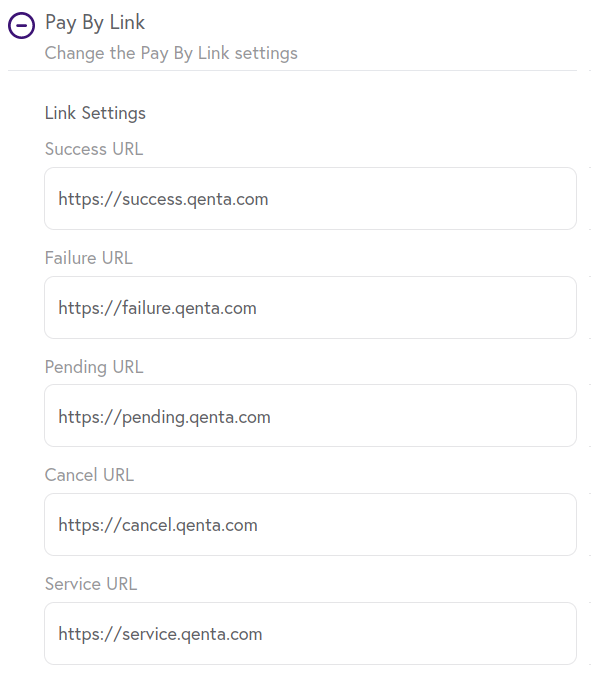 Pay By Link
Change the Pay By Link settings
Link Settings
Success URL
https://success.qenta.com
Failure URL
https://failure.qenta.com
Pending URL
https://pending.qenta.com
Cancel URL
https://cancel.qenta.com
Service URL
https://service.qenta.com